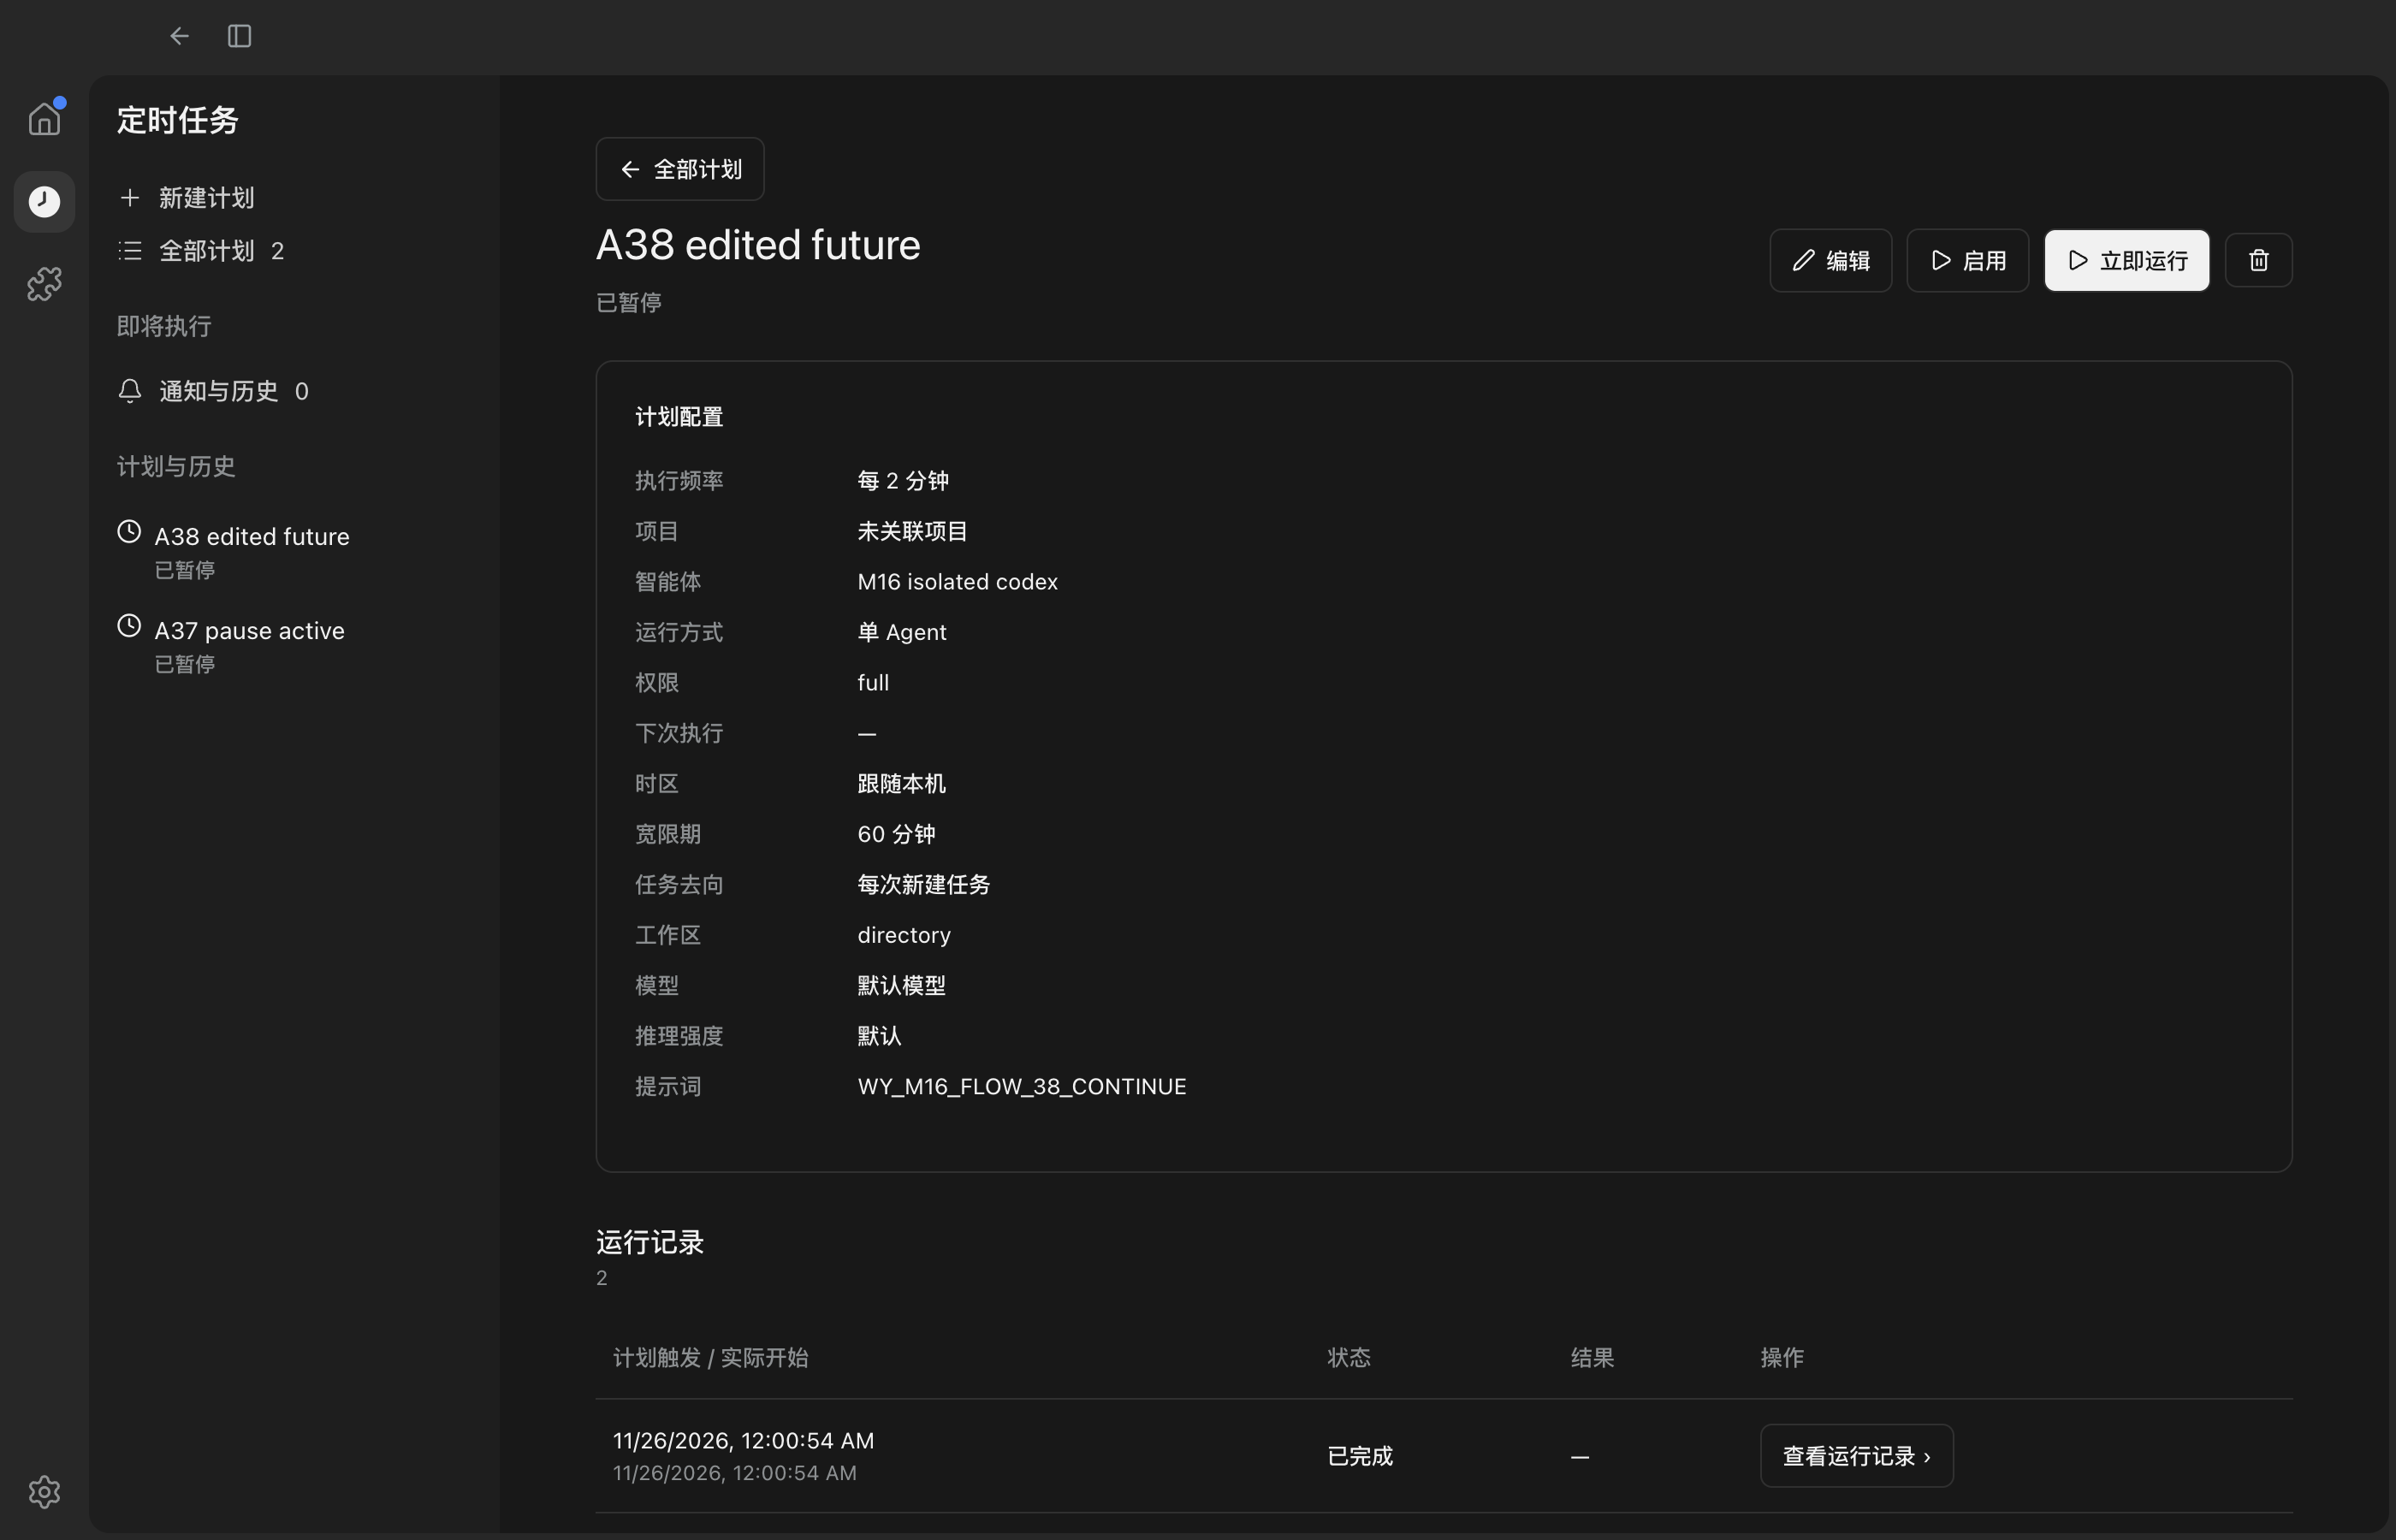 定时任务
新建计划
全部计划 2
即将执行
通知与历史 0
计划与历史
A38 edited future
已暂停
A37 pause active
已暂停
全部计划
A38 edited future
已暂停
编辑
启用
立即运行
计划配置
执行频率 每 2 分钟
项目 未关联项目
智能体 M16 isolated codex
运行方式 单 Agent
权限 full
下次执行 —
时区 跟随本机
宽限期 60 分钟
任务去向 每次新建任务
工作区 directory
模型 默认模型
推理强度 默认
提示词 WY_M16_FLOW_38_CONTINUE
运行记录
2
计划触发 / 实际开始 状态 结果 操作
11/26/2026, 12:00:54 AM
11/26/2026, 12:00:54 AM
已完成
—
查看运行记录 ›